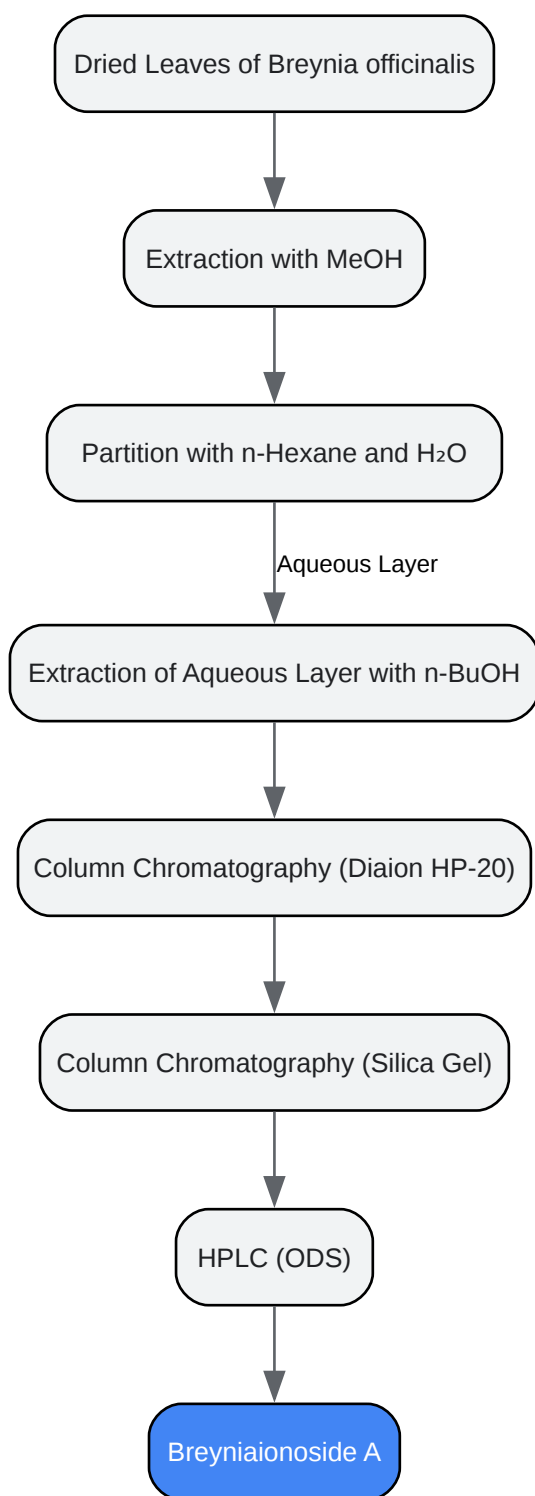 Dried Leaves of Breynia officinalis
Extraction with MeOH
Partition with n-Hexane and H₂O
Aqueous Layer
Extraction of Aqueous Layer with n-BuOH
Column Chromatography (Diaion HP-20)
Column Chromatography (Silica Gel)
HPLC (ODS)
Breyniaionoside A